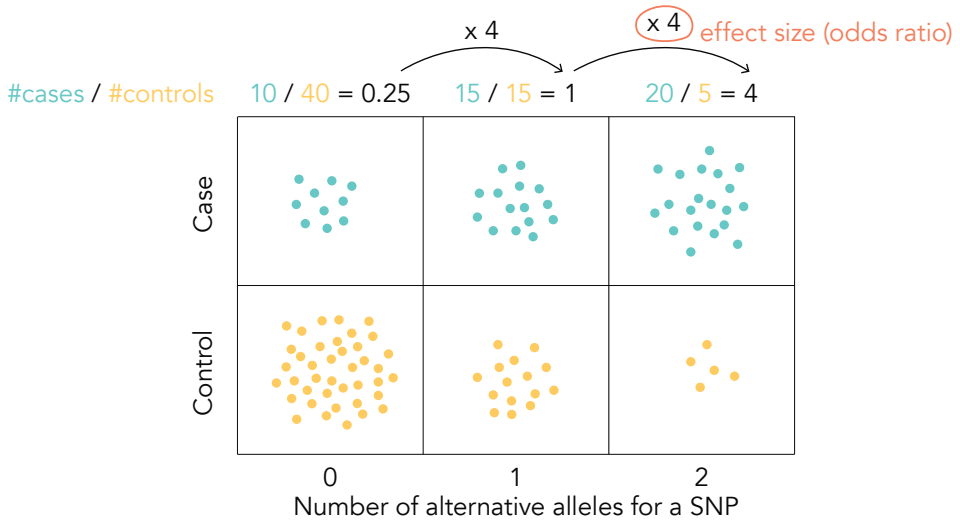 x 4
x 4 effect size (odds ratio)
#cases / #controls 10 / 40 = 0.25 15 / 15 = 1 20 / 5 = 4
Case
Control
0 1 2
Number of alternative alleles for a SNP